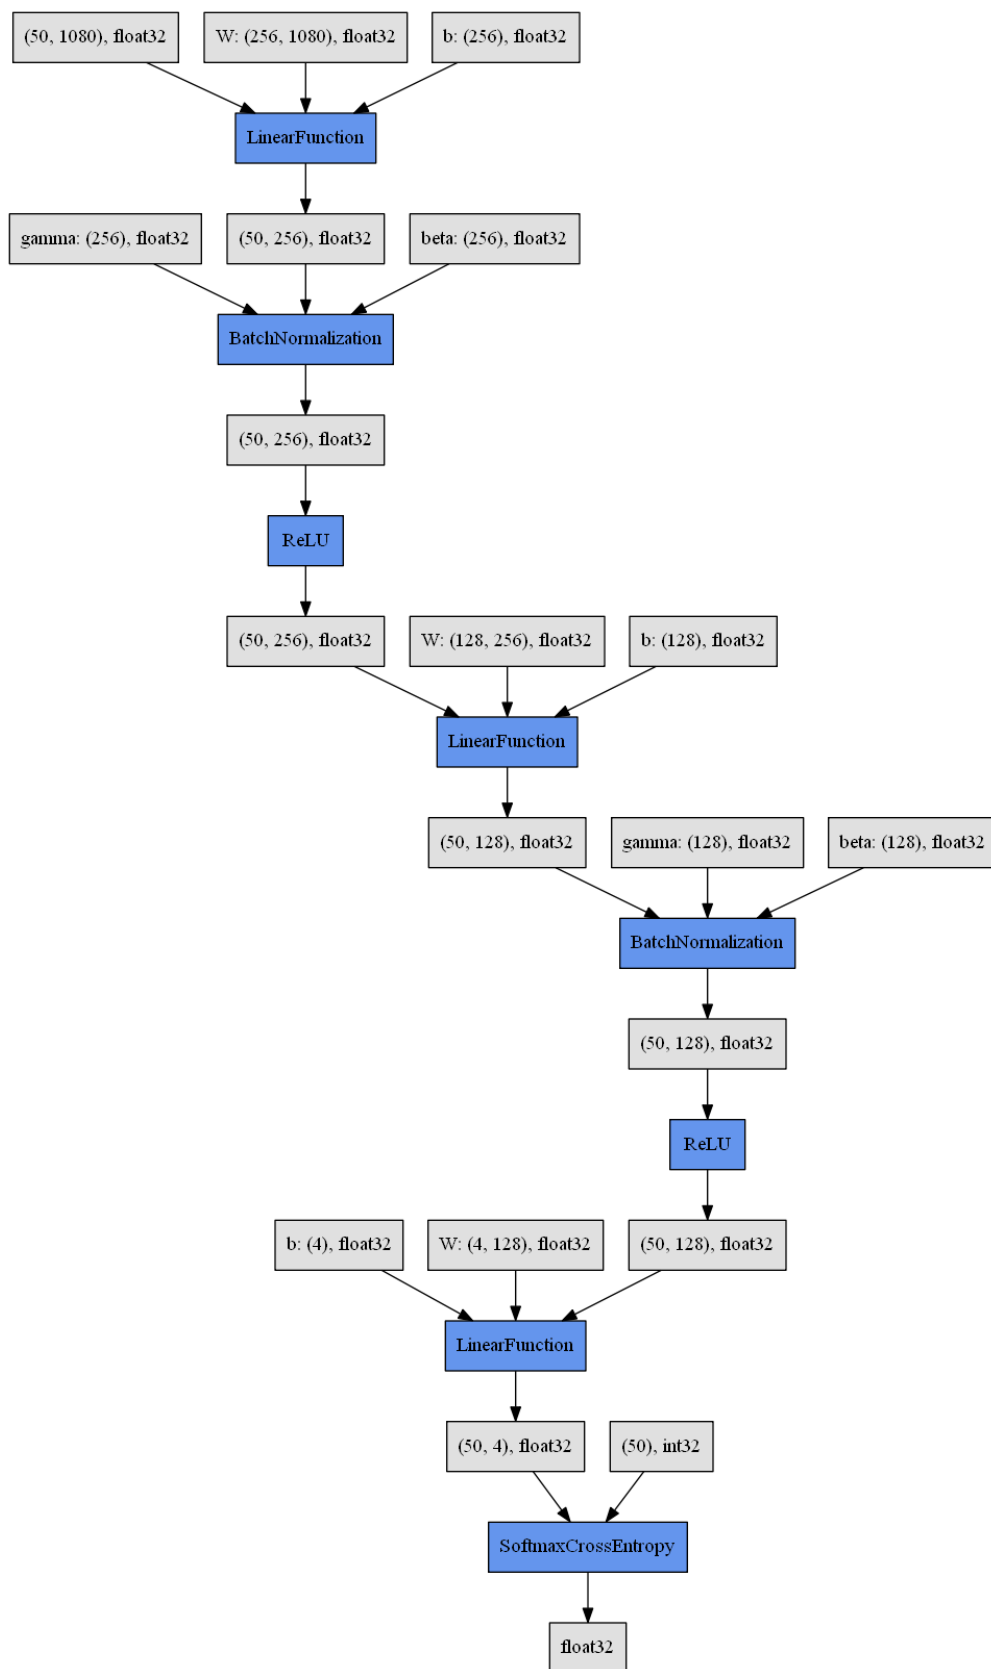 (50, 1080), float32
W: (256, 1080), float32
b: (256), float32
LinearFunction
gamma: (256), float32
(50, 256), float32
beta: (256), float32
BatchNormalization
(50, 256), float32
ReLU
(50, 256), float32
W: (128, 256), float32
b: (128), float32
LinearFunction
(50, 128), float32
gamma: (128), float32
beta: (128), float32
BatchNormalization
(50, 128), float32
ReLU
b: (4), float32
W: (4, 128), float32
(50, 128), float32
LinearFunction
(50, 4), float32
(50), int32
SoftmaxCrossEntropy
float32